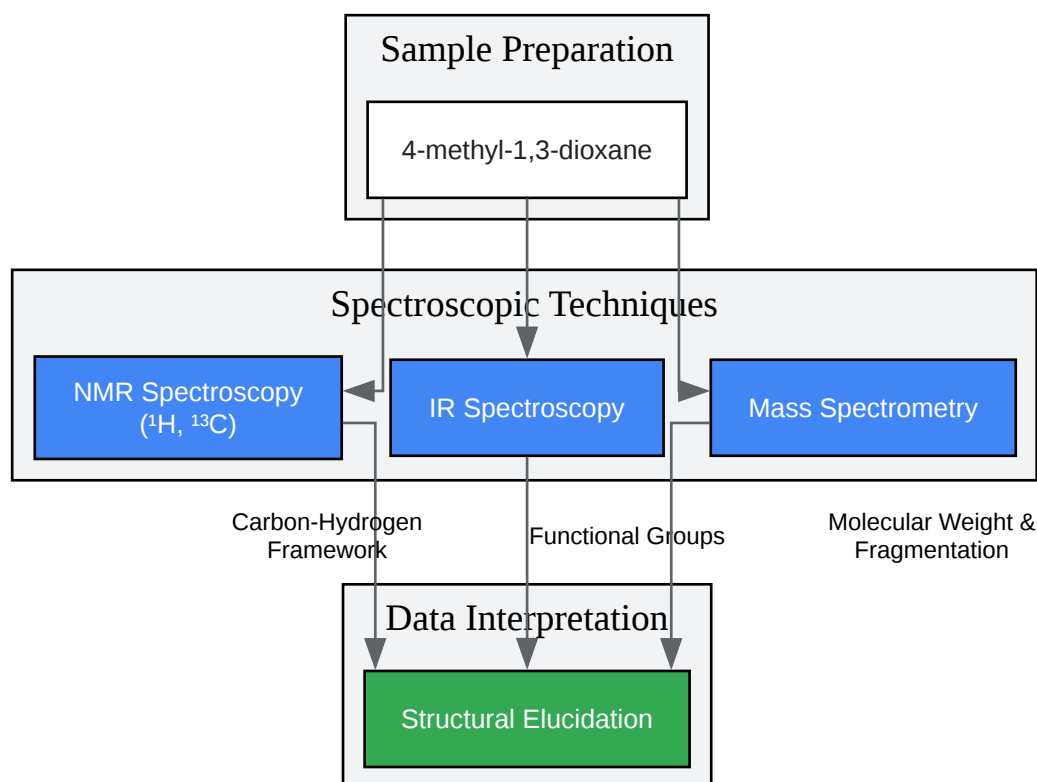 Sample Preparation
4-methyl-1,3-dioxane
Spectroscopic Techniques
NMR Spectroscopy
(¹H, ¹³C)
IR Spectroscopy
Mass Spectrometry
Carbon-Hydrogen
Framework
Functional Groups
Molecular Weight &
Fragmentation
Data Interpretation
Structural Elucidation